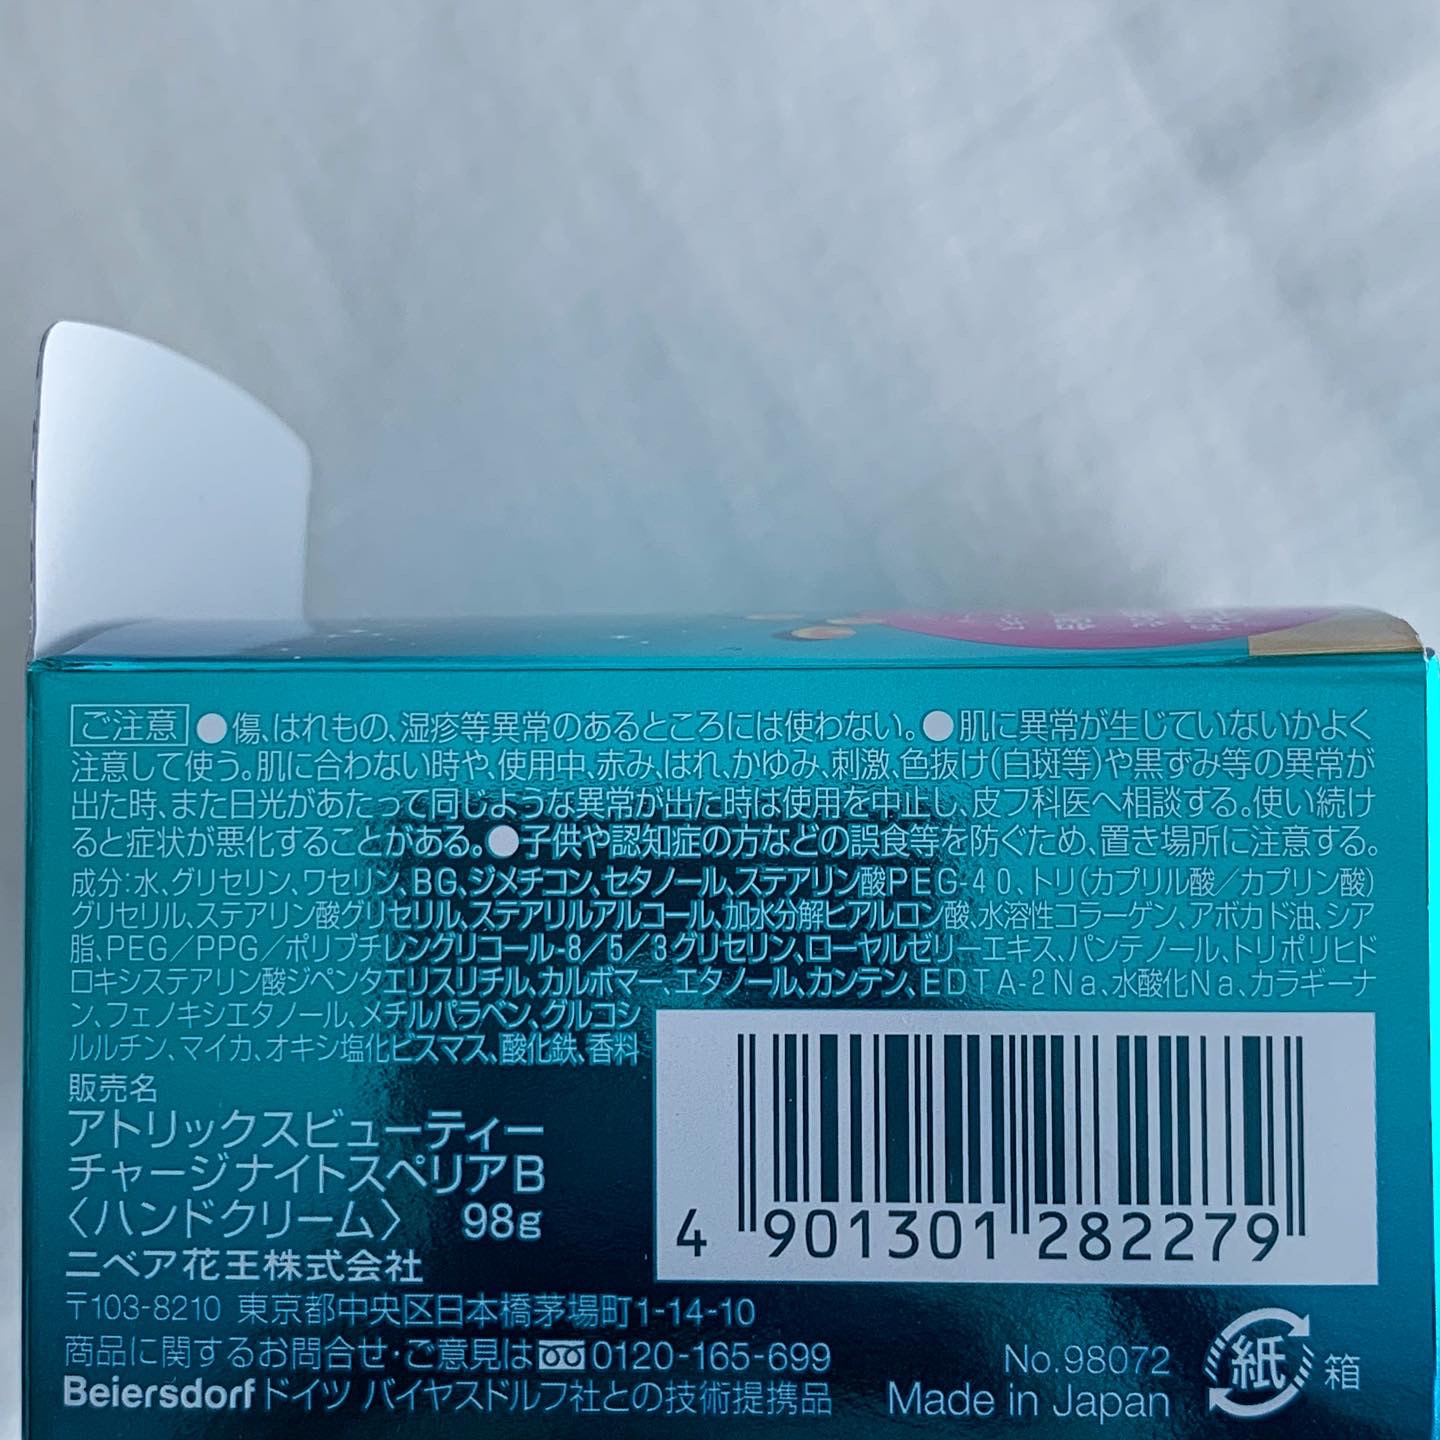 ご注意 ●傷、はれもの、湿疹等異常のあるところには使わない。●肌に異常が生じていないかよく
注意して使う。肌に合わない時や、使用中、赤み、はれ、かゆみ、刺激、色抜け(白斑等)や黒ずみ等の異常が
出た時、また日光があたって同じような異常が出た時は使用を中止し、皮フ科医へ相談する。使い続け
ると症状が悪化することがある。●子供や認知症の方などの誤食等を防ぐため、置き場所に注意する。
成分:水、グリセリン、ワセリン、BG、ジメチコン、セタノール、ステアリン酸PEG-40、トリ(カプリル酸/カプリン酸)
グリセリル、ステアリン酸グリセリル、ステアリルアルコール、加水分解ヒアルロン酸、水溶性コラーゲン、アボカド油、シア
脂、PEG/PPG/ポリブチレングリコール-8/5/3グリセリン、ローヤルゼリーエキス、パンテノール、トリポリヒド
ロキシステアリン酸ジペンタエリスリチル、カルボマー、エタノール、カンテン、EDTA-2Na、水酸化Na、カラギーナ
ン、フェノキシエタノール、メチルパラベン、グルコシ
ルルチン、マイカ、オキシ塩化ビスマス、酸化鉄、香料
販売名
アトリックスビューティー
チャージナイトスペリアB
〈ハンドクリーム〉 98g
ニベア花王株式会社
〒103-8210 東京都中央区日本橋茅場町1-14-10
商品に関するお問合せ・ご意見は 0120-165-699
Beiersdorf ドイツ バイヤスドルフ社との技術提携品
4 901301 282279
No.98072
Made in Japan
紙 箱